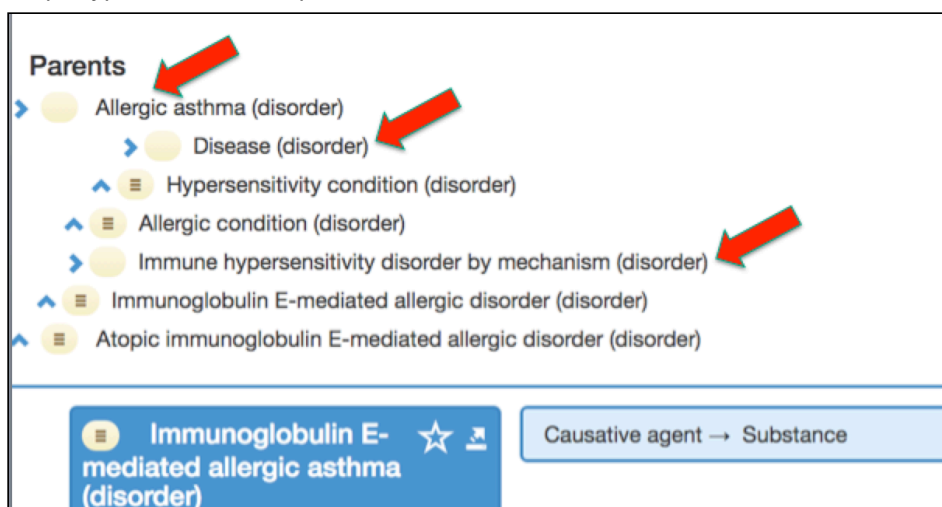 Parents
Allergic asthma (disorder)
Disease (disorder)
Hypersensitivity condition (disorder)
Allergic condition (disorder)
Immune hypersensitivity disorder by mechanism (disorder)
Immunoglobulin E-mediated allergic disorder (disorder)
Atopic immunoglobulin E-mediated allergic disorder (disorder)
Immunoglobulin E-
mediated allergic asthma
(disorder)
Causative agent → Substance